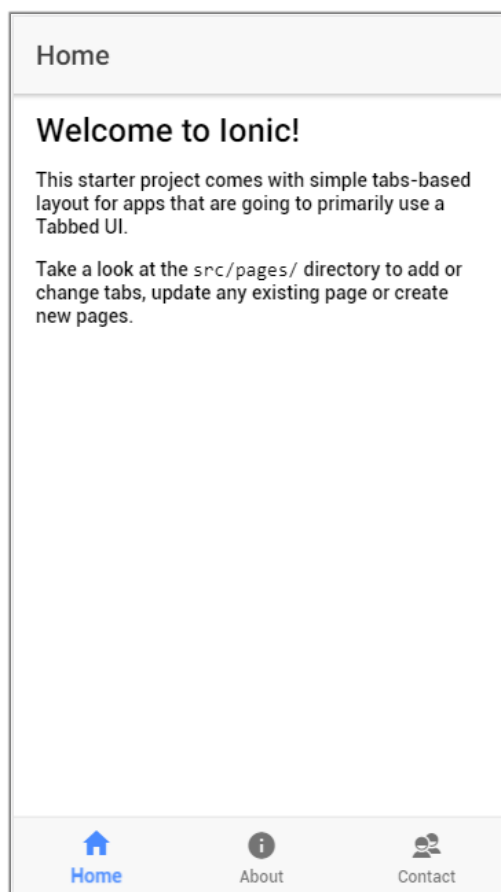 Home
Welcome to Ionic!
This starter project comes with simple tabs-based
layout for apps that are going to primarily use a
Tabbed UI.
Take a look at the src/pages/ directory to add or
change tabs, update any existing page or create
new pages.
Home
About
Contact